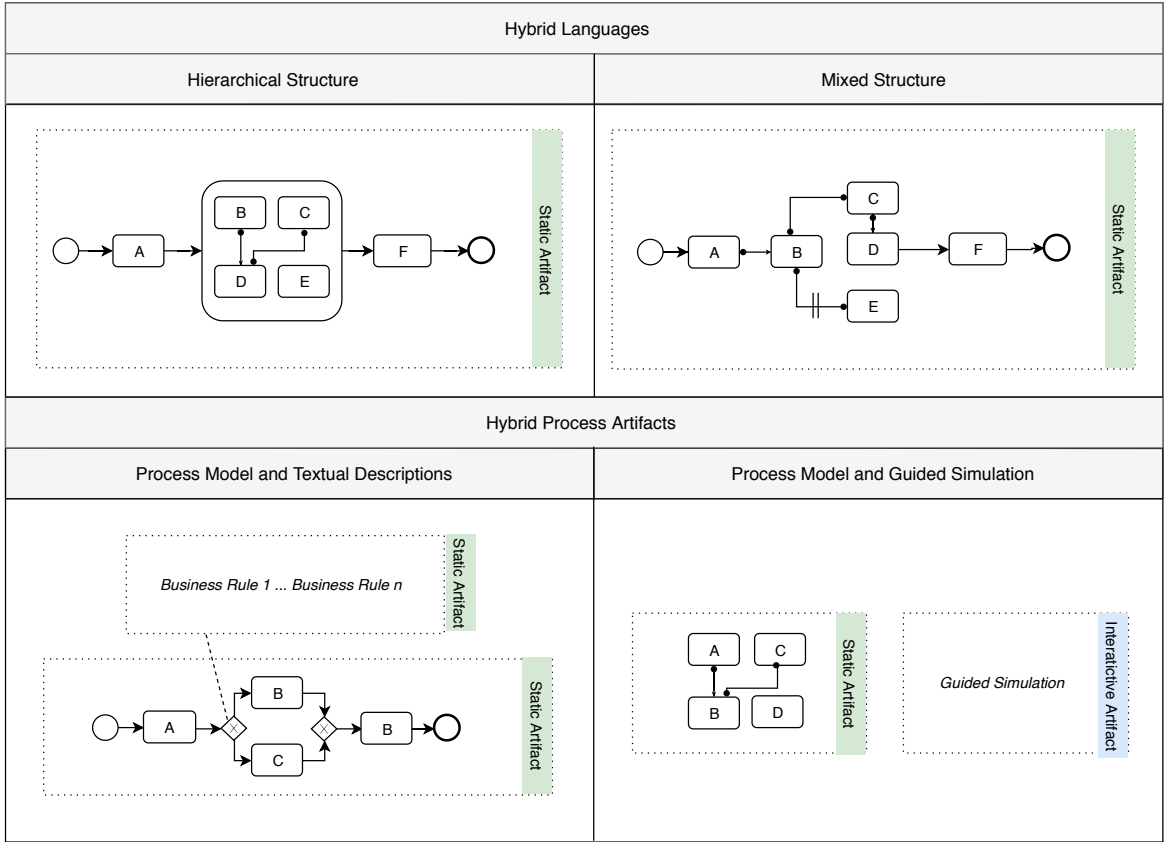 Hybrid Languages
Hierarchical Structure
Mixed Structure
Static Artifact
B
C
A
F
D
E
Static Artifact
C
A
B
D
F
E
Hybrid Process Artifacts
Process Model and Textual Descriptions
Process Model and Guided Simulation
Static Artifact
Business Rule 1 ... Business Rule n
Static Artifact
B
A
X
X
B
C
Static Artifact
A
C
B
D
Interatictive Artifact
Guided Simulation